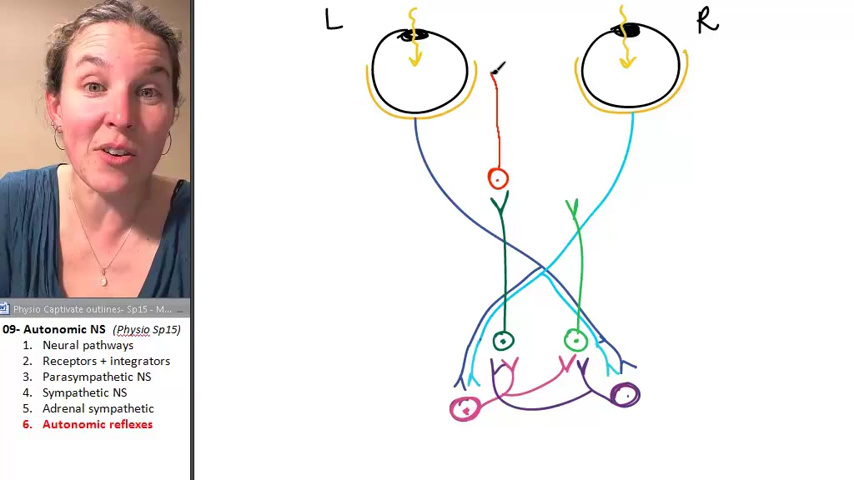 L
R
Physio Captivate outlines- Sp15 - M...
09- Autonomic NS (Physio Sp15)
1. Neural pathways
2. Receptors + integrators
3. Parasympathetic NS
4. Sympathetic NS
5. Adrenal sympathetic
6. Autonomic reflexes